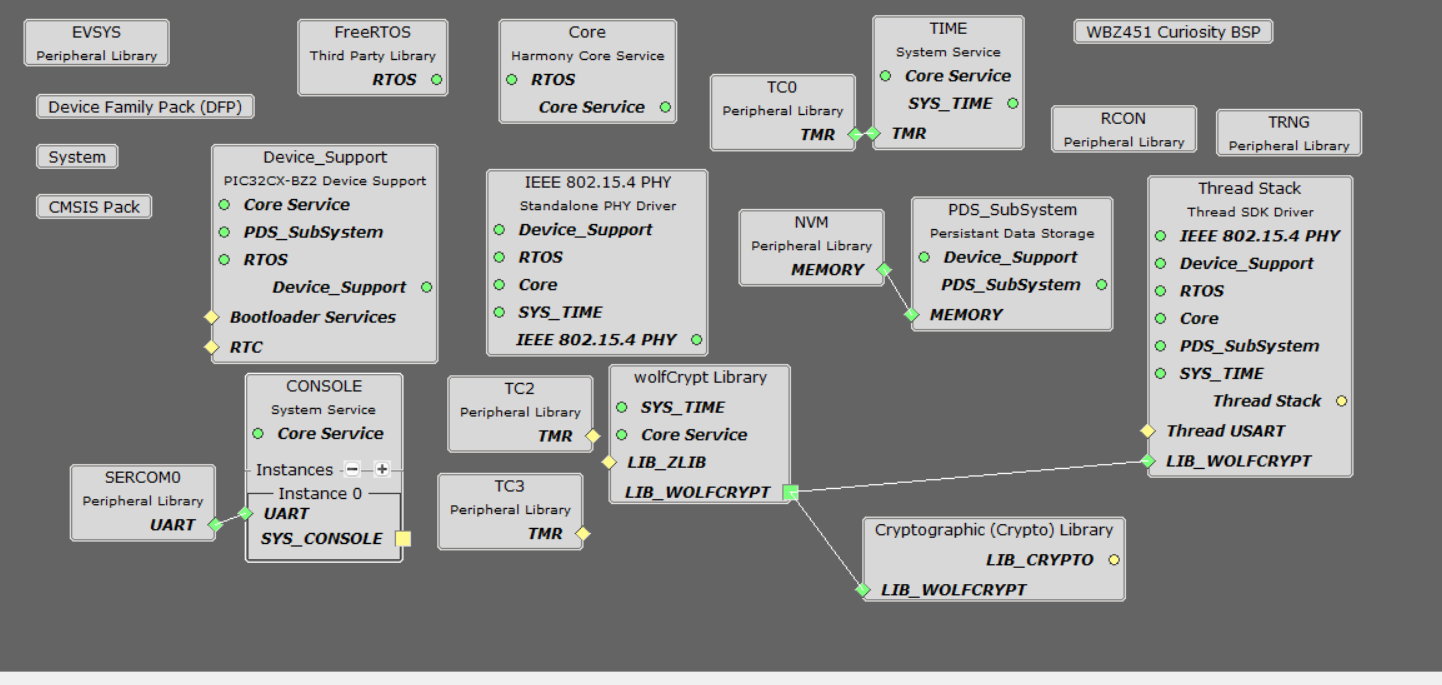 EVSYS
Peripheral Library
FreeRTOS
Third Party Library
RTOS
Core
Harmony Core Service
RTOS
Core Service
TIME
System Service
Core Service
SYS_TIME
TMR
WBZ451 Curiosity BSP
Device Family Pack (DFP)
TC0
Peripheral Library
TMR
RCON
Peripheral Library
TRNG
Peripheral Library
System
CMSIS Pack
Device_Support
PIC32CX-BZ2 Device Support
Core Service
PDS_SubSystem
RTOS
Device_Support
Bootloader Services
RTC
IEEE 802.15.4 PHY
Standalone PHY Driver
Device_Support
RTOS
Core
SYS_TIME
IEEE 802.15.4 PHY
NVM
Peripheral Library
MEMORY
PDS_SubSystem
Persistant Data Storage
Device_Support
PDS_SubSystem
MEMORY
Thread Stack
Thread SDK Driver
IEEE 802.15.4 PHY
Device_Support
RTOS
Core
PDS_SubSystem
SYS_TIME
Thread Stack
Thread USART
LIB_WOLFCRYPT
CONSOLE
System Service
Core Service
Instances
Instance 0
UART
SYS_CONSOLE
SERCOM0
Peripheral Library
UART
TC2
Peripheral Library
TMR
TC3
Peripheral Library
TMR
wolfCrypt Library
SYS_TIME
Core Service
LIB_ZLIB
LIB_WOLFCRYPT
Cryptographic (Crypto) Library
LIB_CRYPTO
LIB_WOLFCRYPT